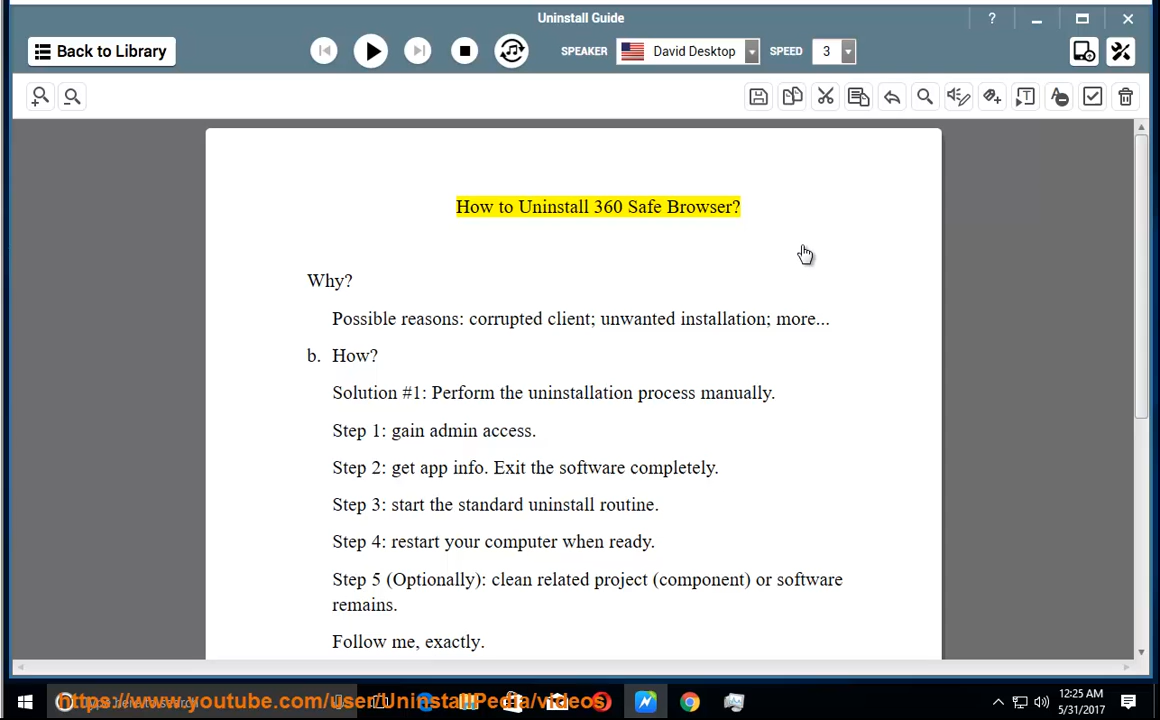 Uninstall Guide
?
Back to Library
SPEAKER
David Desktop
SPEED
3
How to Uninstall 360 Safe Browser?
Why?
Possible reasons: corrupted client; unwanted installation; more...
b. How?
Solution #1: Perform the uninstallation process manually.
Step 1: gain admin access.
Step 2: get app info. Exit the software completely.
Step 3: start the standard uninstall routine.
Step 4: restart your computer when ready.
Step 5 (Optionally): clean related project (component) or software
remains.
Follow me, exactly.
https://www.youtube.com/user/UninstallPedia/videos
Type here to search
12:25 AM
5/31/2017